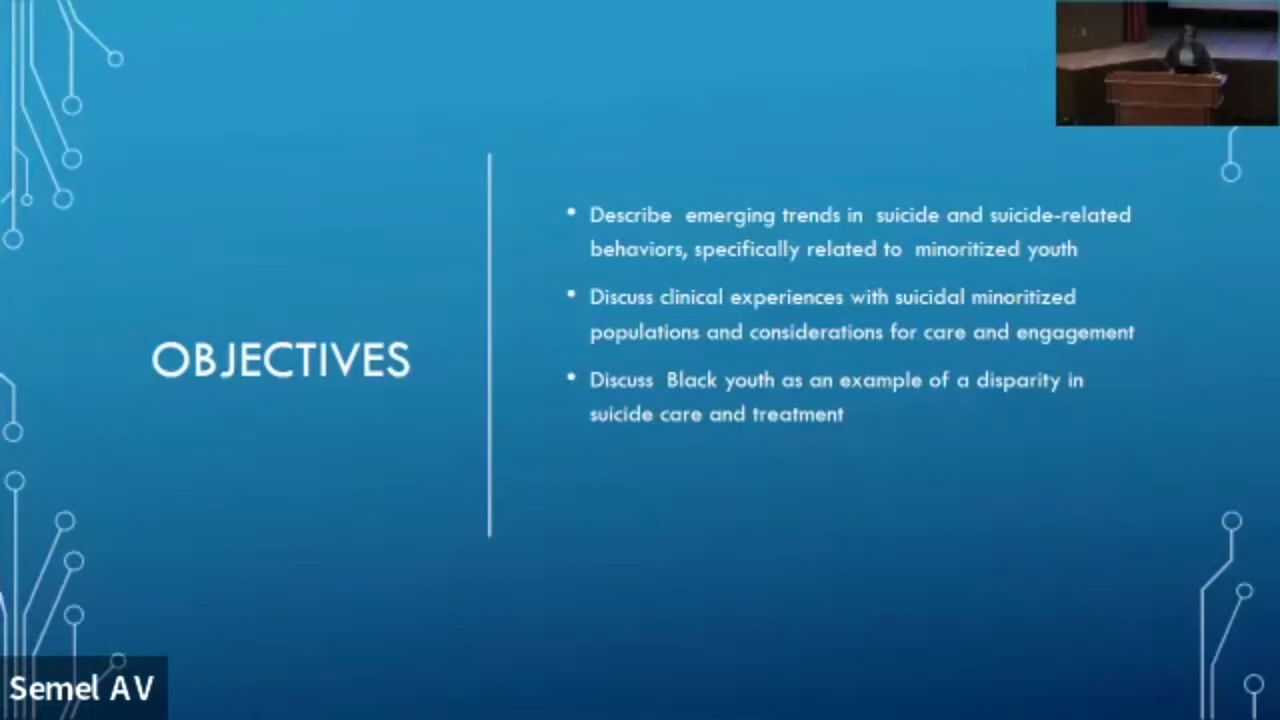 OBJECTIVES
• Describe emerging trends in suicide and suicide-related
behaviors, specifically related to minoritized youth
• Discuss clinical experiences with suicidal minoritized
populations and considerations for care and engagement
• Discuss Black youth as an example of a disparity in
suicide care and treatment
Semel AV